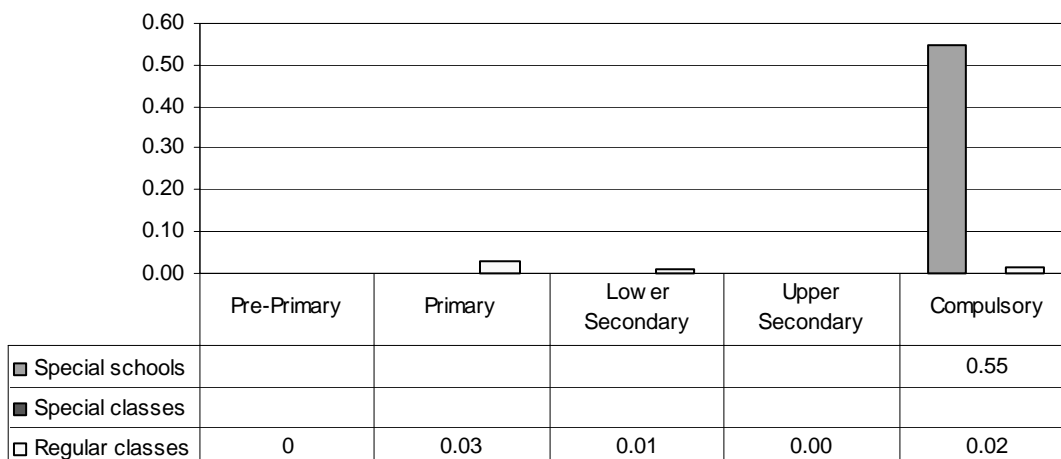 0.60
0.50
0.40
0.30
0.20
0.10
0.00
Pre-Primary Primary Lower Secondary Upper Secondary Compulsory
Special schools 0.55
Special classes
Regular classes 0 0.03 0.01 0.00 0.02